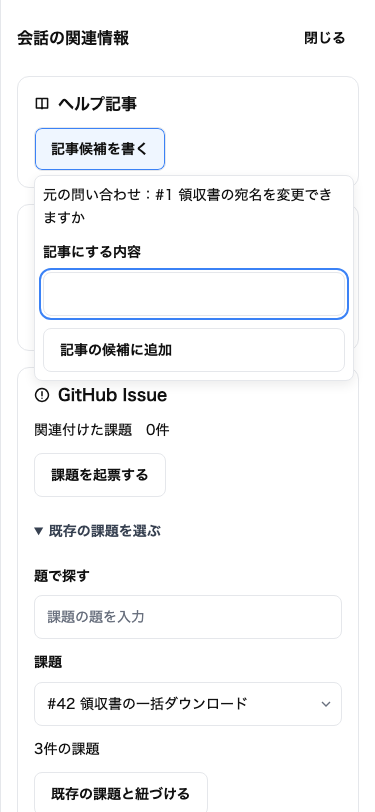 会話の関連情報
閉じる
ヘルプ記事
記事候補を書く
元の問い合わせ：#1 領収書の宛名を変更でき
ますか
記事にする内容
記事の候補に追加
GitHub Issue
関連付けた課題　0件
課題を起票する
▼ 既存の課題を選ぶ
題で探す
課題の題を入力
課題
#42 領収書の一括ダウンロード
3件の課題
既存の課題と紐づける